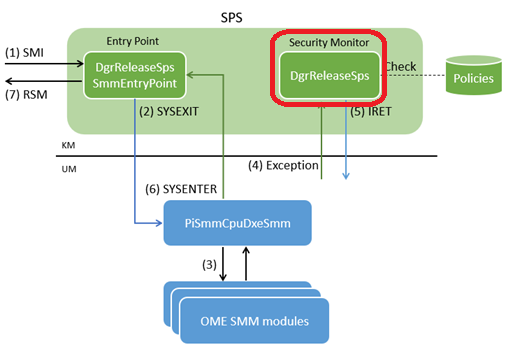 SPS
Entry Point
Security Monitor
(1) SMI
DgrReleaseSps
SmmEntryPoint
DgrReleaseSps
Check
Policies
(7) RSM
(2) SYSEXIT
(5) IRET
KM
UM
(4) Exception
(6) SYSENTER
PiSmmCpuDxeSmm
(3)
OME SMM modules